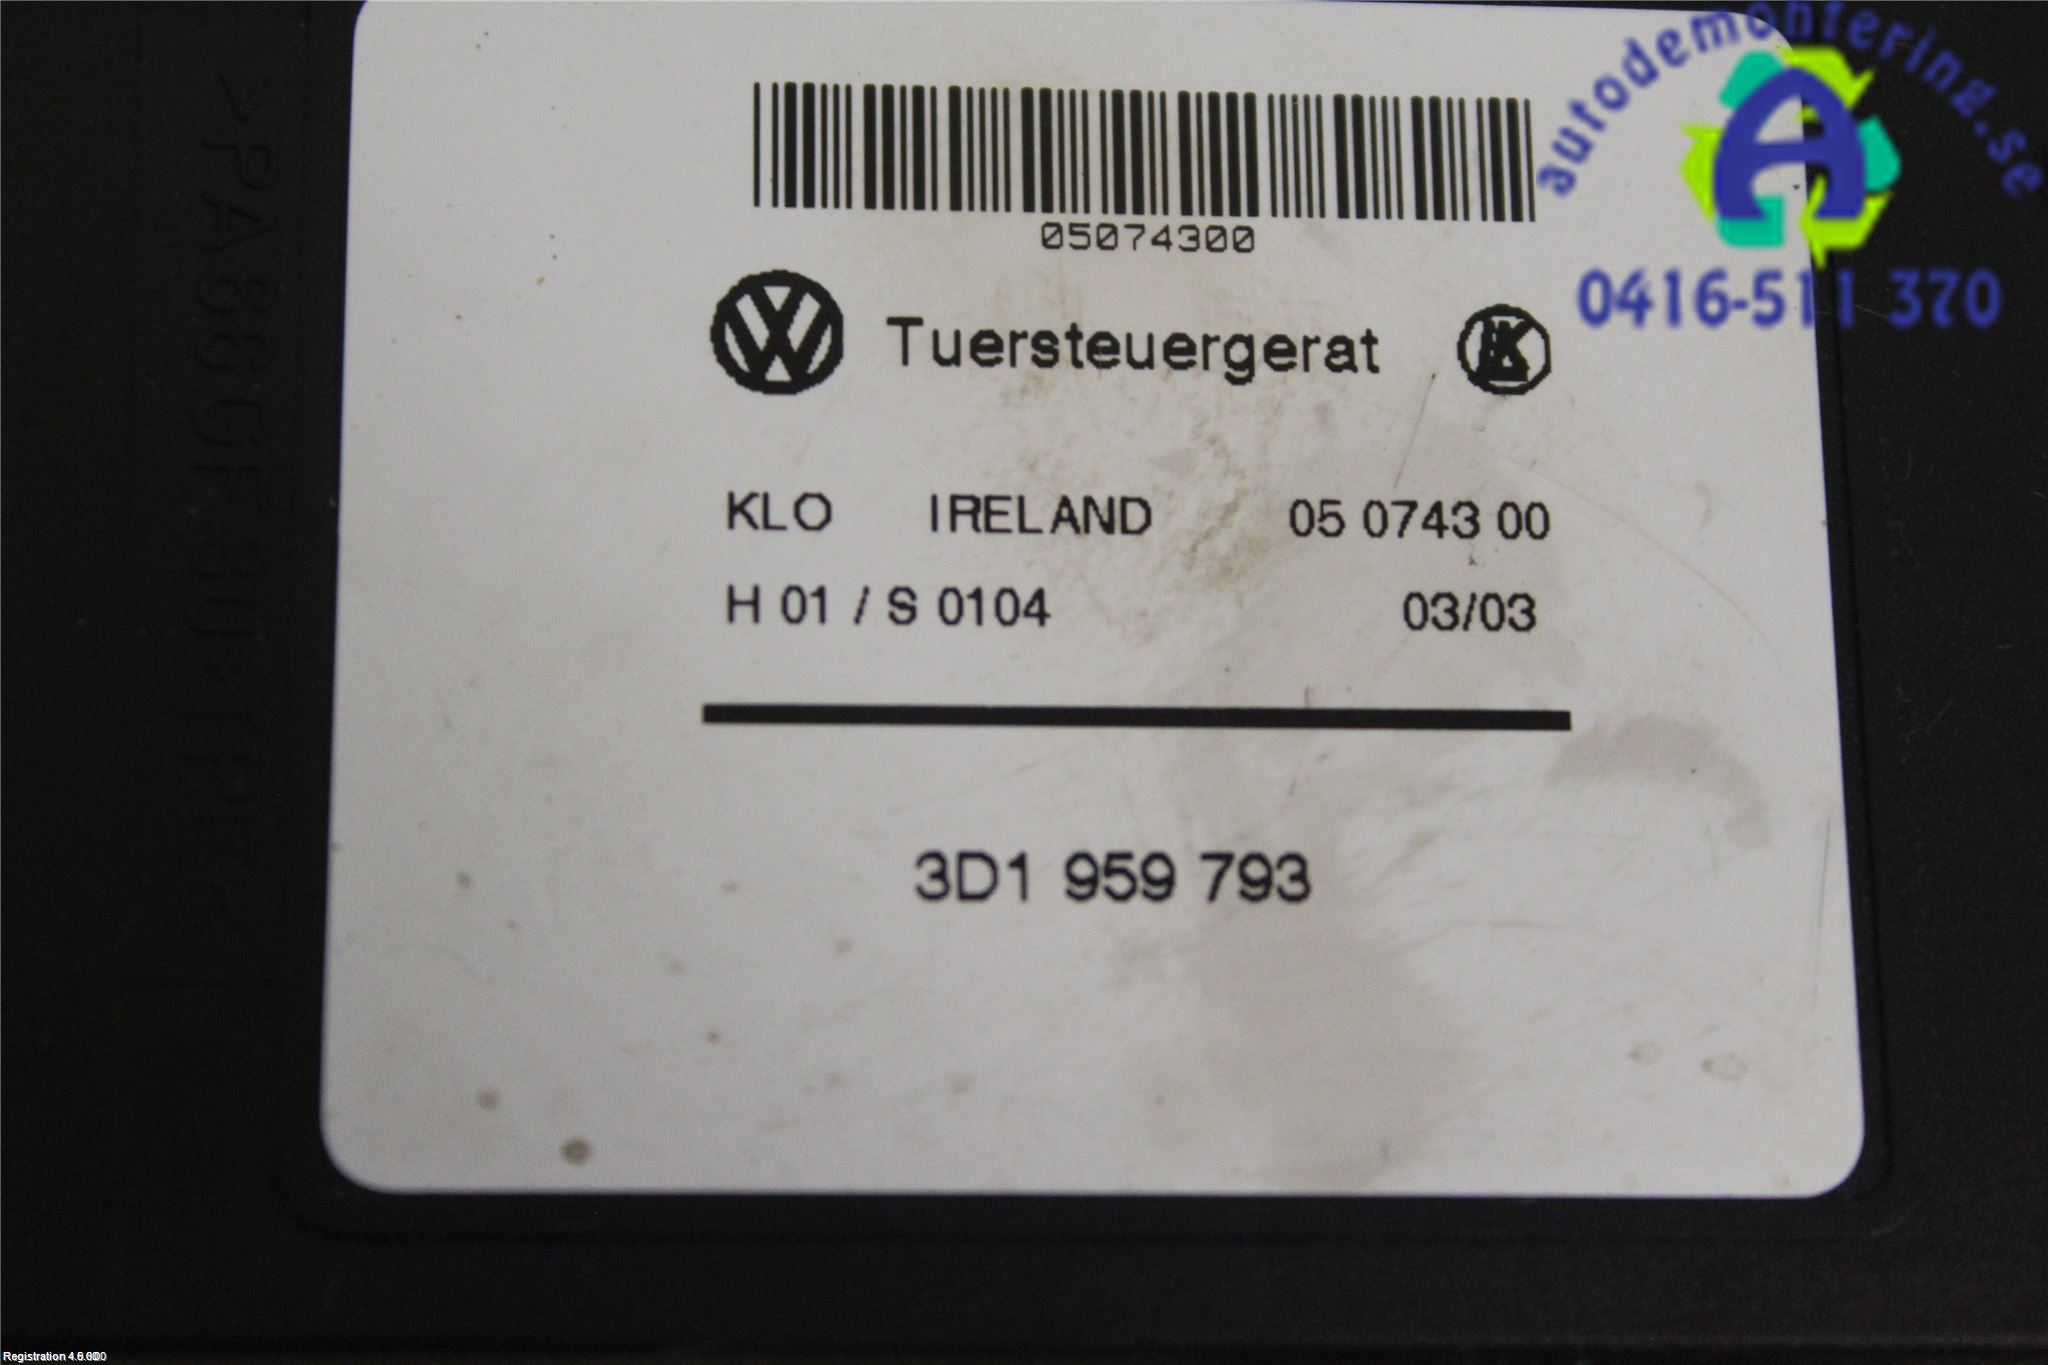 autodemontering.se
0416-511 370
05074300
Tuersteuergerat
KLO IRELAND 05 0743 00
H 01 / S 0104 03/03
3D1 959 793